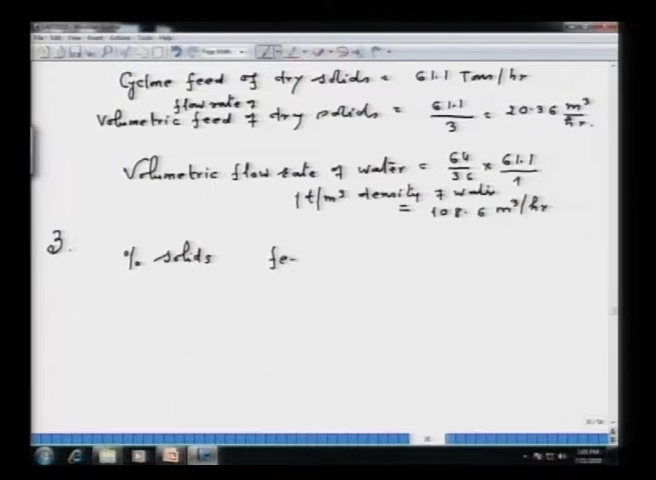 Cyclone feed of dry solids = 61.1 Ton/hr
flow rate of
Volumetric feed of dry solids = 61.1/3 = 20.36 m³/hr.
Volumetric flow rate of water = 64/36 × 61.1/1
1 t/m³ density of water
= 108.6 m³/hr
3.
% solids fe-